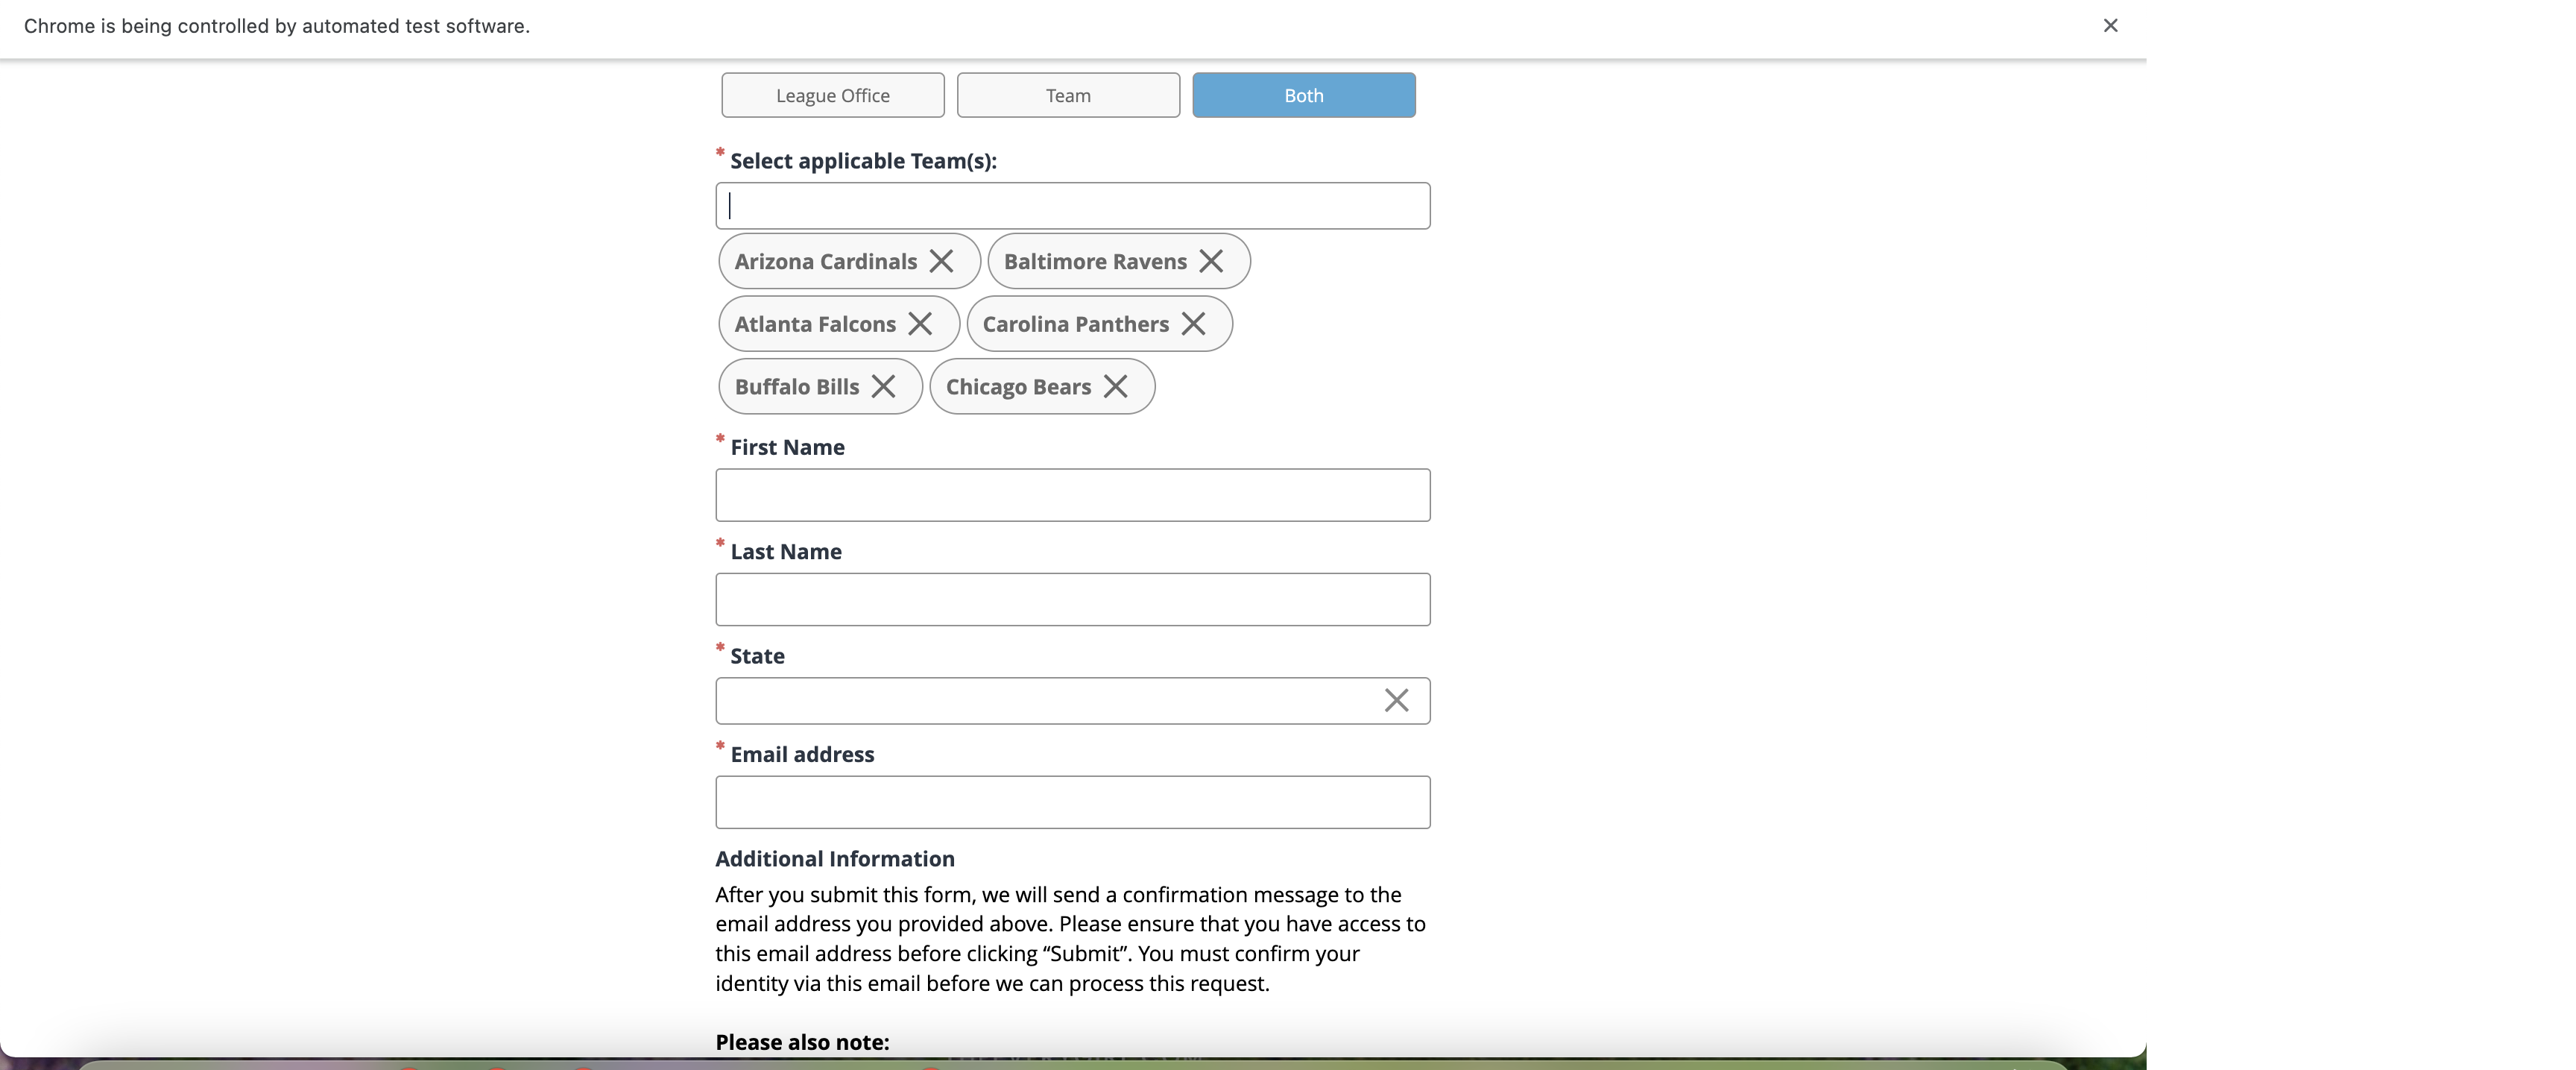 Chrome is being controlled by automated test software.
League Office Team Both
* Select applicable Team(s):
Arizona Cardinals Baltimore Ravens
Atlanta Falcons Carolina Panthers
Buffalo Bills Chicago Bears
* First Name
* Last Name
* State
* Email address
Additional Information
After you submit this form, we will send a confirmation message to the
email address you provided above. Please ensure that you have access to
this email address before clicking “Submit”. You must confirm your
identity via this email before we can process this request.
Please also note: